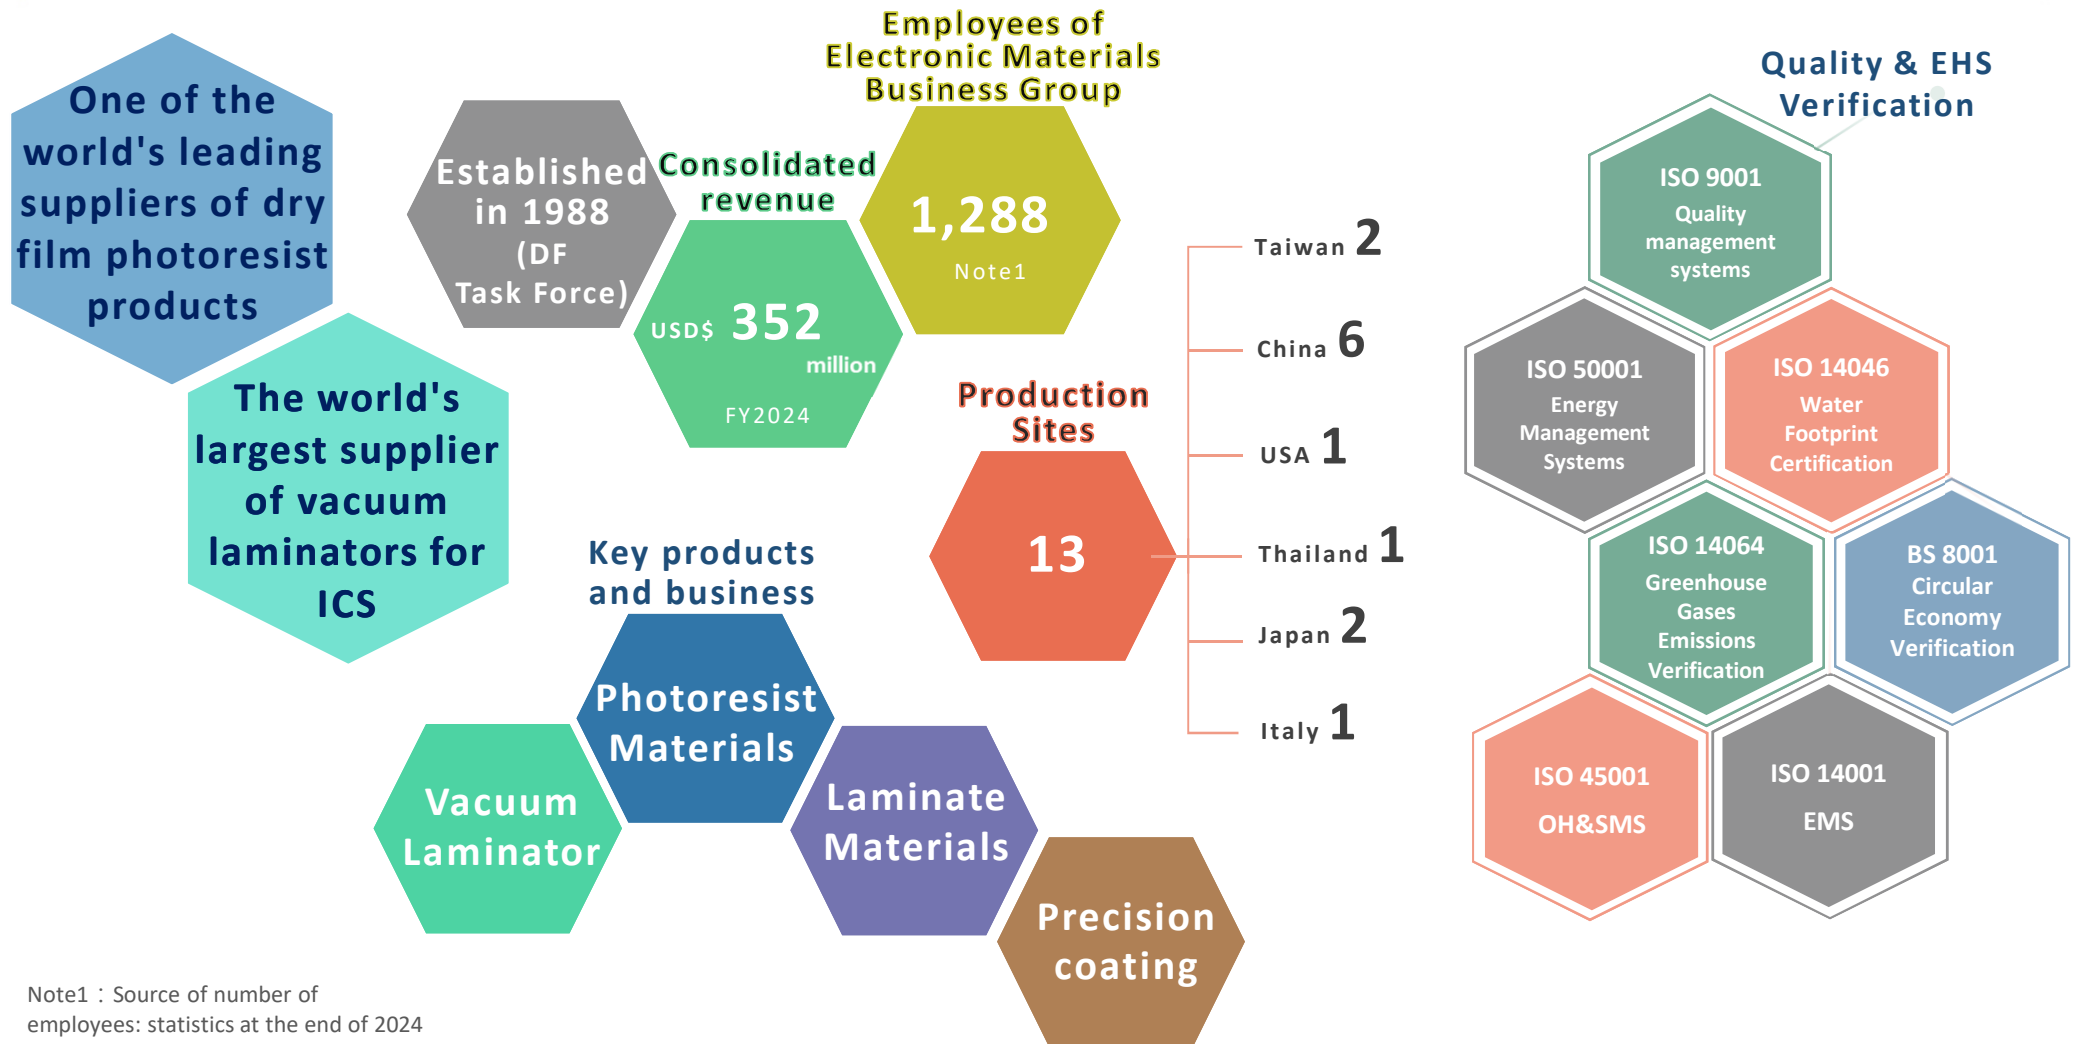 One of the
world's leading
suppliers of dry
film photoresist
products
The world's
largest supplier
of vacuum
laminators for
ICS
Established
in 1988
(DF
Task Force)
Consolidated
revenue
USD$ 352
million
FY2024
Employees of
Electronic Materials
Business Group
1,288
Note1
Production
Sites
13
Taiwan 2
China 6
USA 1
Thailand 1
Japan 2
Italy 1
Key products
and business
Vacuum
Laminator
Photoresist
Materials
Laminate
Materials
Precision
coating
Quality & EHS
Verification
ISO 9001
Quality
management
systems
ISO 50001
Energy
Management
Systems
ISO 14046
Water
Footprint
Certification
ISO 14064
Greenhouse
Gases
Emissions
Verification
BS 8001
Circular
Economy
Verification
ISO 45001
OH&SMS
ISO 14001
EMS
Note1：Source of number of
employees: statistics at the end of 2024